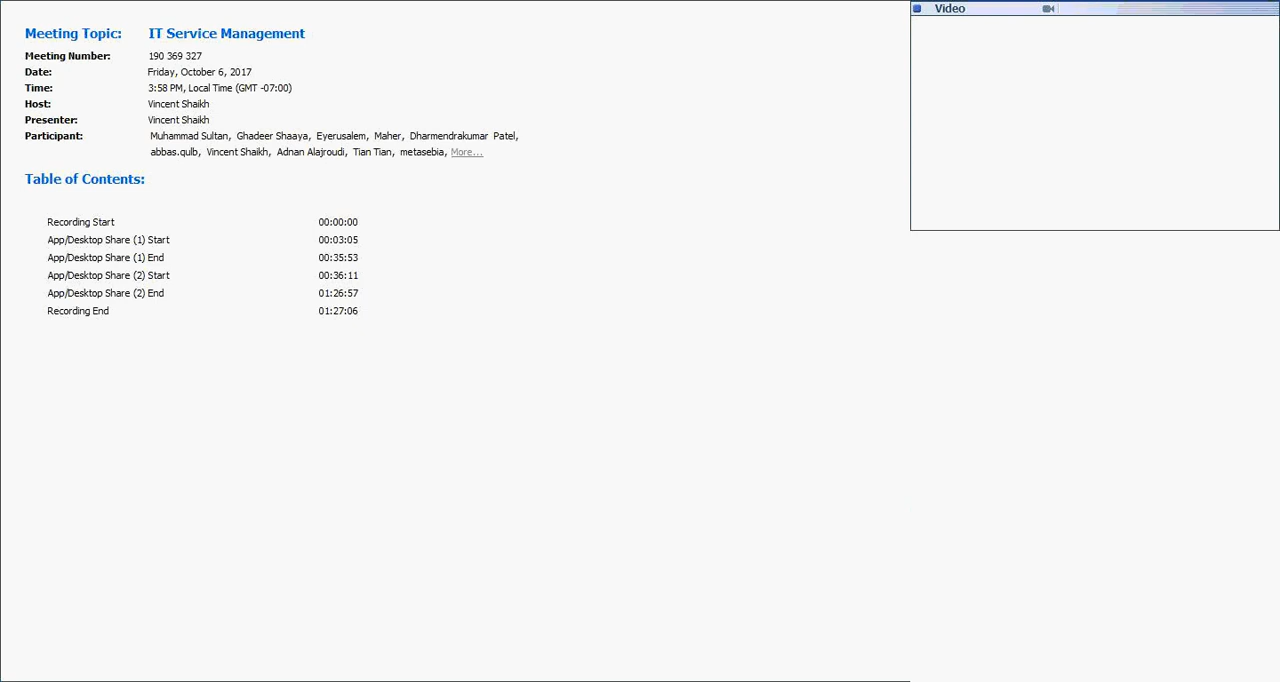 Video
Meeting Topic: IT Service Management
Meeting Number: 190 369 327
Date: Friday, October 6, 2017
Time: 3:58 PM, Local Time (GMT -07:00)
Host: Vincent Shaikh
Presenter: Vincent Shaikh
Participant: Muhammad Sultan, Ghadeer Shaaya, Eyerusalem, Maher, Dharmendrakumar Patel,
abbas.qulb, Vincent Shaikh, Adnan Alajroudi, Tian Tian, metasebia, More...
Table of Contents:
Recording Start 00:00:00
App/Desktop Share (1) Start 00:03:05
App/Desktop Share (1) End 00:35:53
App/Desktop Share (2) Start 00:36:11
App/Desktop Share (2) End 01:26:57
Recording End 01:27:06